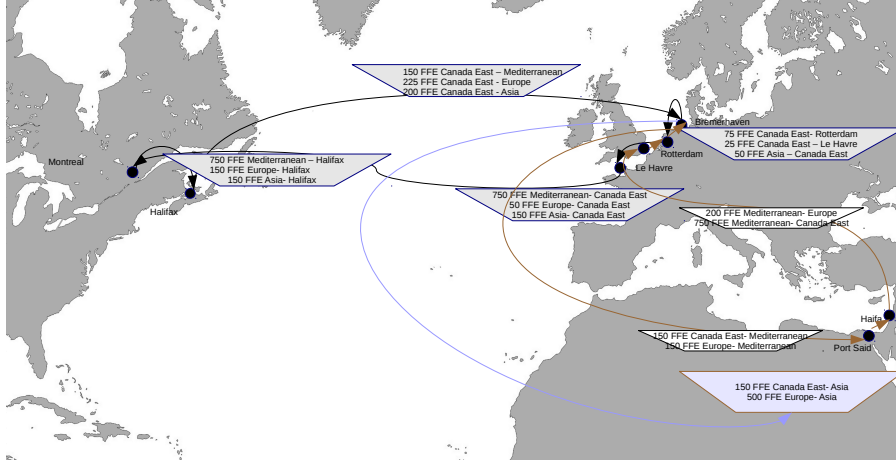 150 FFE Canada East – Mediterranean
225 FFE Canada East - Europe
200 FFE Canada East - Asia
Bremerhaven
75 FFE Canada East- Rotterdam
25 FFE Canada East – Le Havre
50 FFE Asia – Canada East
Rotterdam
Le Havre
Montreal
750 FFE Mediterranean – Halifax
150 FFE Europe- Halifax
150 FFE Asia- Halifax
Halifax
750 FFE Mediterranean- Canada East
50 FFE Europe- Canada East
150 FFE Asia- Canada East
200 FFE Mediterranean- Europe
750 FFE Mediterranean- Canada East
Haifa
150 FFE Canada East- Mediterranean
150 FFE Europe- Mediterranean
Port Said
150 FFE Canada East- Asia
500 FFE Europe- Asia